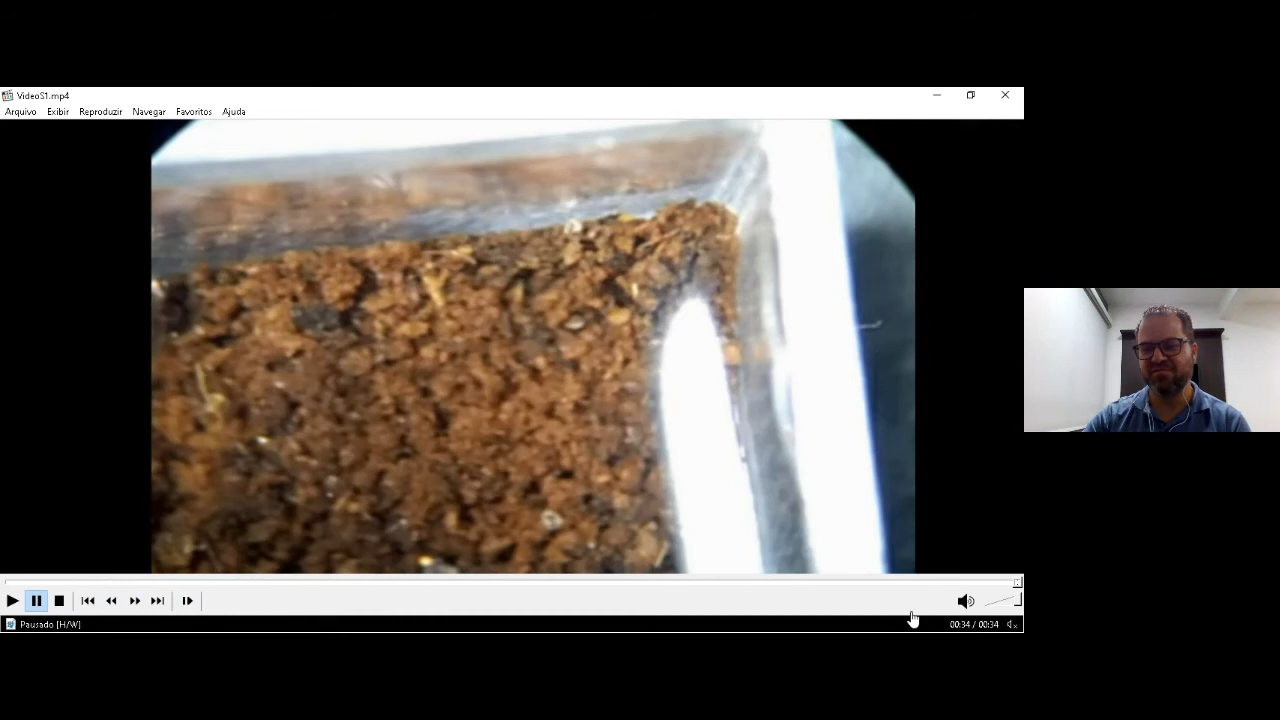 VideoS1.mp4
Arquivo Exibir Reproduzir Navegar Favoritos Ajuda
Pausado [H/W]
00:34 / 00:34